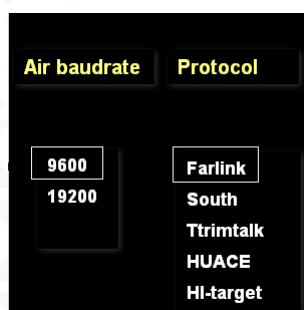 Air baudrate Protocol
9600 Farlink
19200 South
Ttrimtalk
HUACE
HI-target